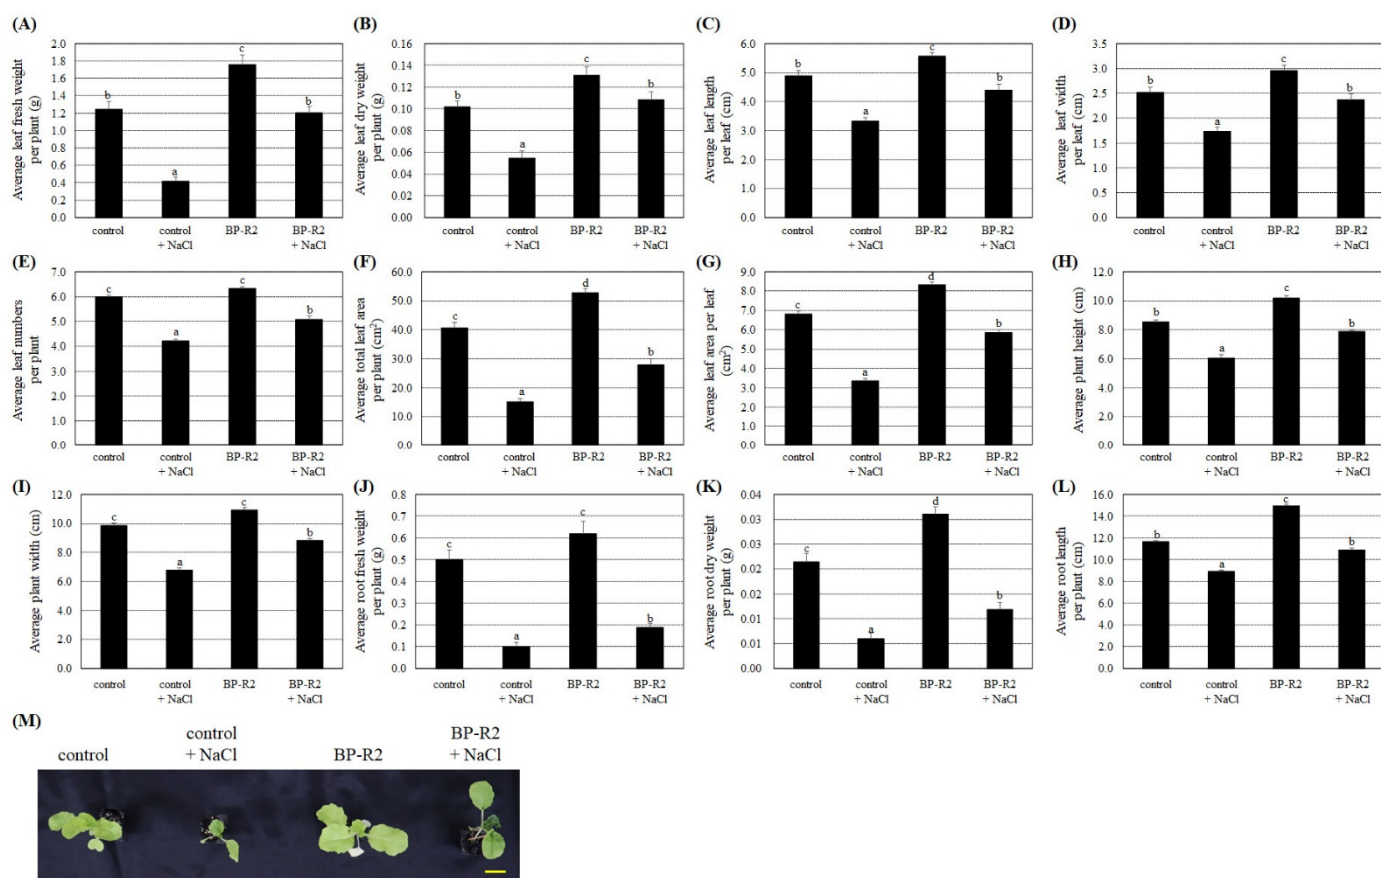 (A)
Average leaf fresh weight
per plant (g)
2.0
1.8
1.6
1.4
1.2
1.0
0.8
0.6
0.4
0.2
0.0
b
a
c
b
control
control
+ NaCl
BP-R2
BP-R2
+ NaCl
(B)
Average leaf dry weight
per plant (g)
0.16
0.14
0.12
0.10
0.08
0.06
0.04
0.02
0.00
b
a
c
b
control
control
+ NaCl
BP-R2
BP-R2
+ NaCl
(C)
Average leaf length
per leaf (cm)
6.0
5.0
4.0
3.0
2.0
1.0
0.0
b
a
c
b
control
control
+ NaCl
BP-R2
BP-R2
+ NaCl
(D)
Average leaf width
per leaf (cm)
3.5
3.0
2.5
2.0
1.5
1.0
0.5
0.0
b
a
c
b
control
control
+ NaCl
BP-R2
BP-R2
+ NaCl
(E)
Average leaf numbers
per plant
7.0
6.0
5.0
4.0
3.0
2.0
1.0
0.0
c
a
c
b
control
control
+ NaCl
BP-R2
BP-R2
+ NaCl
(F)
Average total leaf area
per plant (cm²)
60.0
50.0
40.0
30.0
20.0
10.0
0.0
c
a
d
b
control
control
+ NaCl
BP-R2
BP-R2
+ NaCl
(G)
Average leaf area per leaf
(cm²)
9.0
8.0
7.0
6.0
5.0
4.0
3.0
2.0
1.0
0.0
c
a
d
b
control
control
+ NaCl
BP-R2
BP-R2
+ NaCl
(H)
Average plant height (cm)
12.0
10.0
8.0
6.0
4.0
2.0
0.0
b
a
c
b
control
control
+ NaCl
BP-R2
BP-R2
+ NaCl
(I)
Average plant width (cm)
12.0
10.0
8.0
6.0
4.0
2.0
0.0
c
a
c
b
control
control
+ NaCl
BP-R2
BP-R2
+ NaCl
(J)
Average root fresh weight
per plant (g)
0.8
0.7
0.6
0.5
0.4
0.3
0.2
0.1
0.0
c
a
c
b
control
control
+ NaCl
BP-R2
BP-R2
+ NaCl
(K)
Average root dry weight
per plant (g)
0.04
0.03
0.03
0.02
0.02
0.01
0.01
0.00
c
a
d
b
control
control
+ NaCl
BP-R2
BP-R2
+ NaCl
(L)
Average root length
per plant (cm)
16.0
14.0
12.0
10.0
8.0
6.0
4.0
2.0
0.0
b
a
c
b
control
control
+ NaCl
BP-R2
BP-R2
+ NaCl
(M)
control
control
+ NaCl
BP-R2
BP-R2
+ NaCl